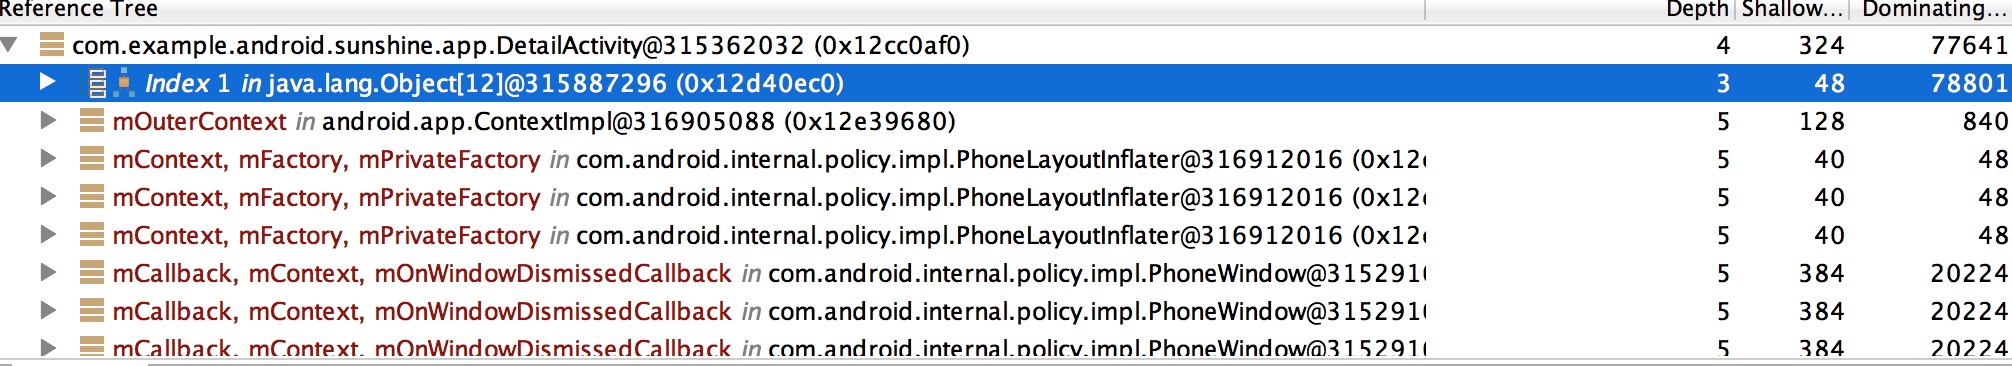 Reference Tree Depth Shallow... Dominating...
com.example.android.sunshine.app.DetailActivity@315362032 (0x12cc0af0) 4 324 77641
Index 1 in java.lang.Object[12]@315887296 (0x12d40ec0) 3 48 78801
mOuterContext in android.app.ContextImpl@316905088 (0x12e39680) 5 128 840
mContext, mFactory, mPrivateFactory in com.android.internal.policy.impl.PhoneLayoutInflater@316912016 (0x12 5 40 48
mContext, mFactory, mPrivateFactory in com.android.internal.policy.impl.PhoneLayoutInflater@316912016 (0x12 5 40 48
mContext, mFactory, mPrivateFactory in com.android.internal.policy.impl.PhoneLayoutInflater@316912016 (0x12 5 40 48
mCallback, mContext, mOnWindowDismissedCallback in com.android.internal.policy.impl.PhoneWindow@315291 5 384 20224
mCallback, mContext, mOnWindowDismissedCallback in com.android.internal.policy.impl.PhoneWindow@315291 5 384 20224
mCallback, mContext, mOnWindowDismissedCallback in com.android.internal.policy.impl.PhoneWindow@315291 5 384 20224